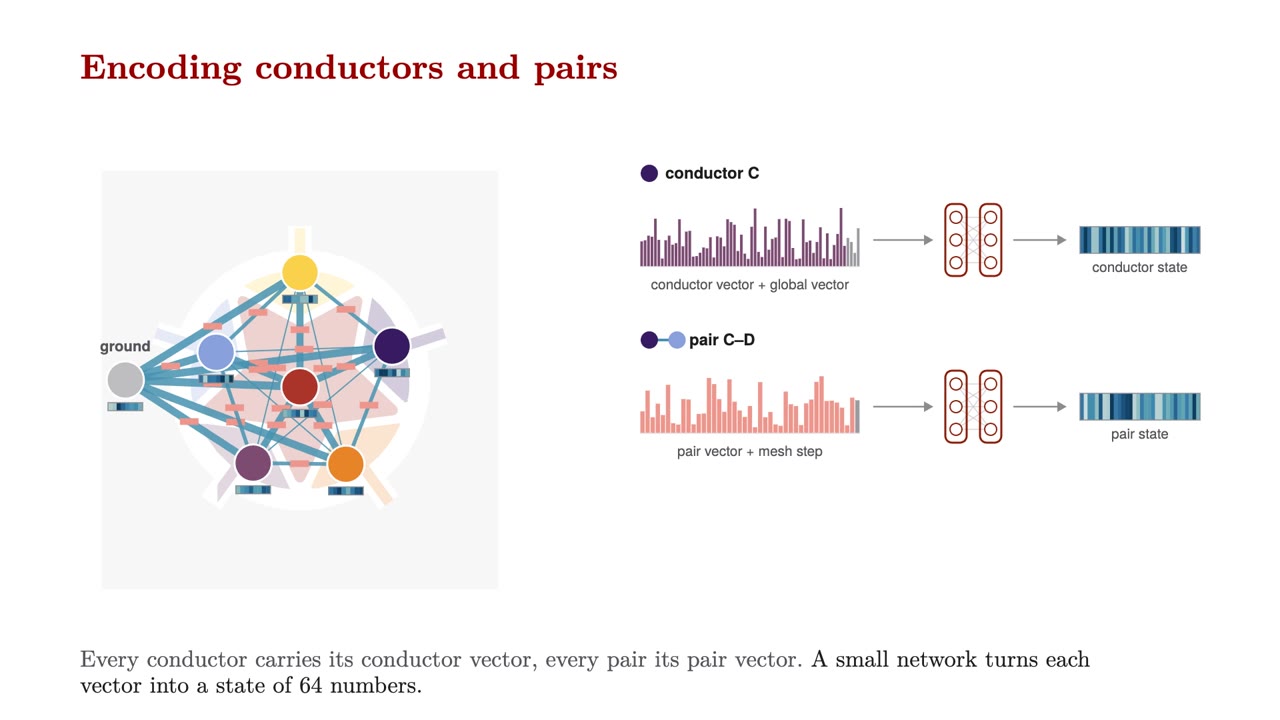 Encoding conductors and pairs
ground
conductor C
conductor vector + global vector
conductor state
pair C–D
pair vector + mesh step
pair state
Every conductor carries its conductor vector, every pair its pair vector. A small network turns each
vector into a state of 64 numbers.